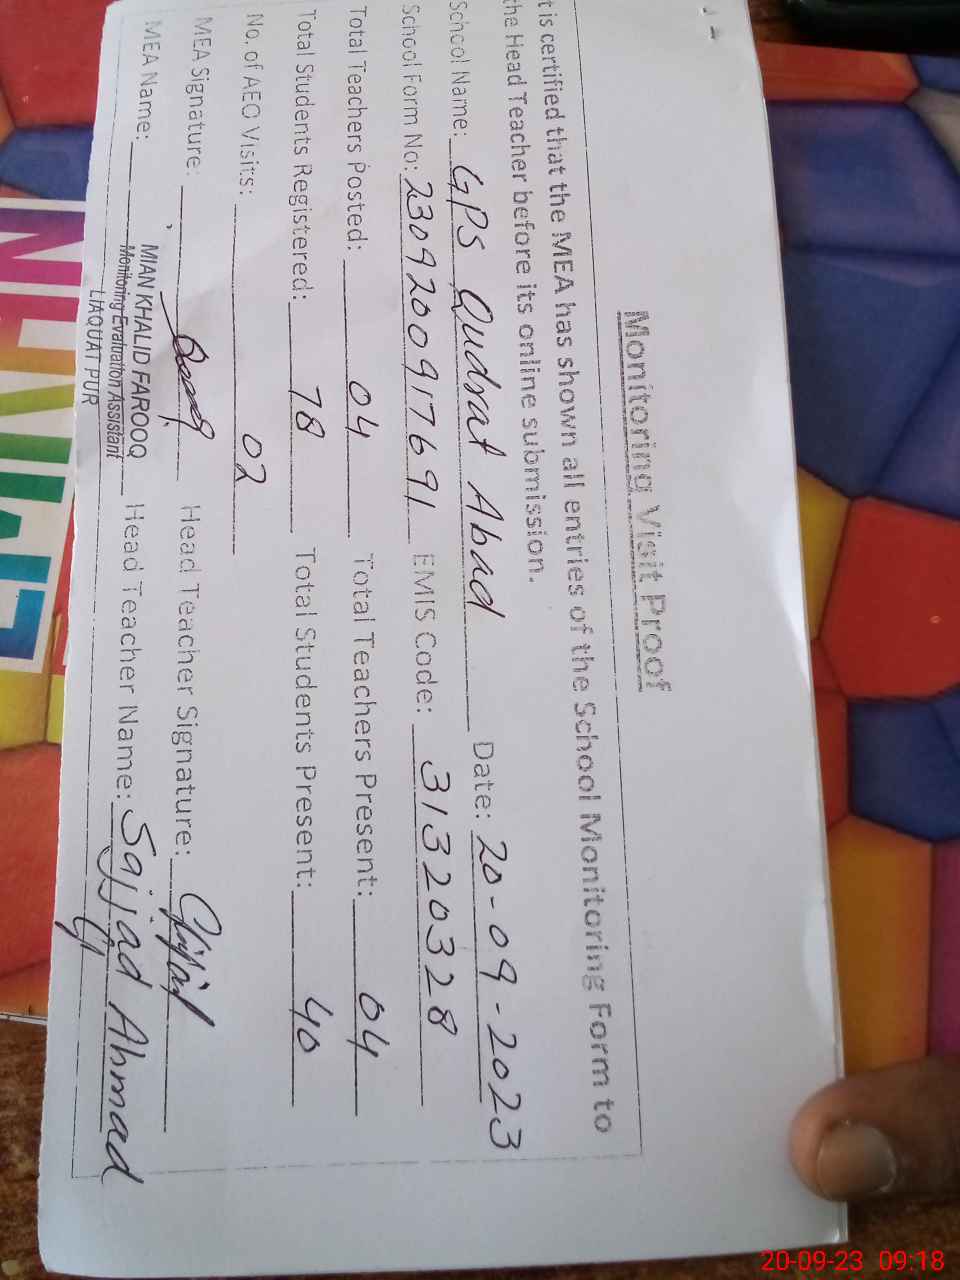 Monitoring Visit Proof
t is certified that the MEA has shown all entries of the School Monitoring Form to
the Head Teacher before its online submission.
School Name: GPS Qudrat Abad Date: 20-09-2023
School Form No: 2309200917691 EMIS Code: 31320328
Total Teachers Posted: 04 Total Teachers Present: 04
Total Students Registered: 78 Total Students Present: 40
No. of AEO Visits: 02
MEA Signature: Head Teacher Signature:
MEA Name: MIAN KHALID FAROOQ Head Teacher Name: Sajjad Ahmad
Monitoring Evaluation Assistant
LIAQUAT PUR
20-09-23 09:18